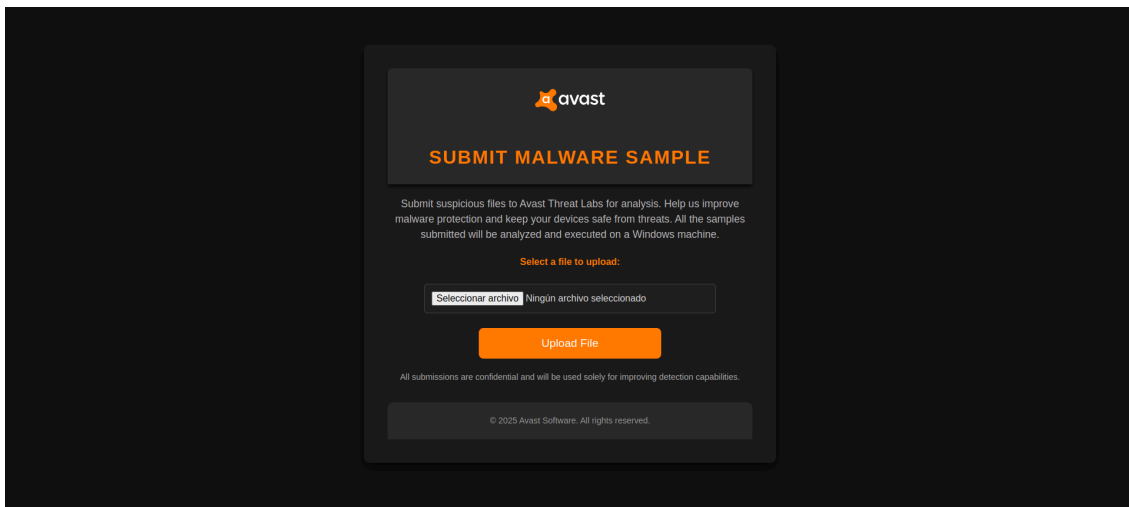 avast
SUBMIT MALWARE SAMPLE
Submit suspicious files to Avast Threat Labs for analysis. Help us improve
malware protection and keep your devices safe from threats. All the samples
submitted will be analyzed and executed on a Windows machine.
Select a file to upload:
Seleccionar archivo Ningún archivo seleccionado
Upload File
All submissions are confidential and will be used solely for improving detection capabilities.
© 2025 Avast Software. All rights reserved.